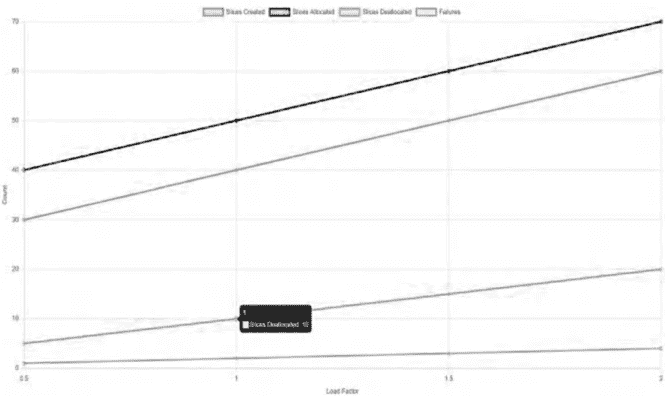 Slices Created Slices Allocated Slices Deallocated Failures
70
60
50
40
30
20
10
0
Count
1
Slices Deallocated 10
0.5 1 1.5 2
Load Factor